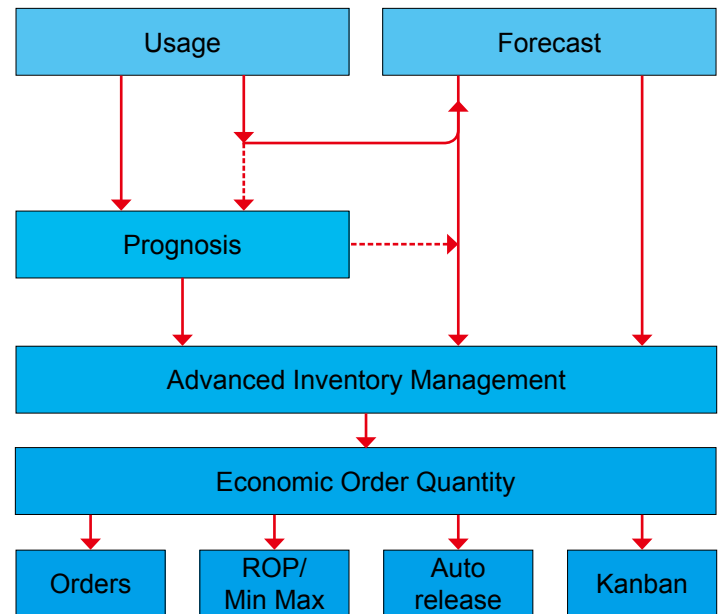 Usage
Forecast
Prognosis
Advanced Inventory Management
Economic Order Quantity
Orders
ROP/
Min Max
Auto
release
Kanban